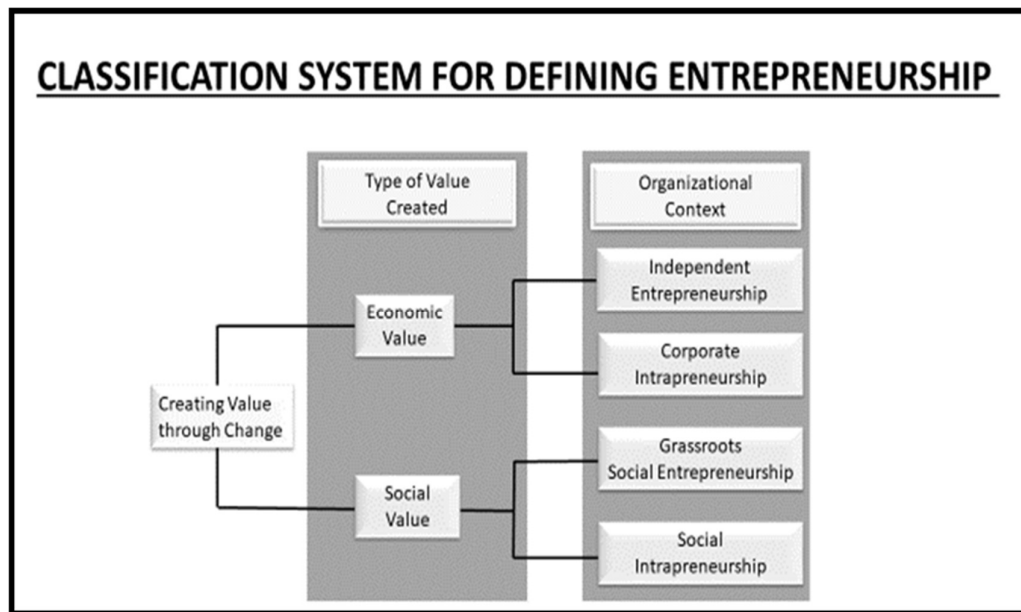 CLASSIFICATION SYSTEM FOR DEFINING ENTREPRENEURSHIP
Type of Value
Created
Organizational
Context
Independent
Entrepreneurship
Economic
Value
Corporate
Intrapreneurship
Creating Value
through Change
Grassroots
Social Entrepreneurship
Social
Value
Social
Intrapreneurship